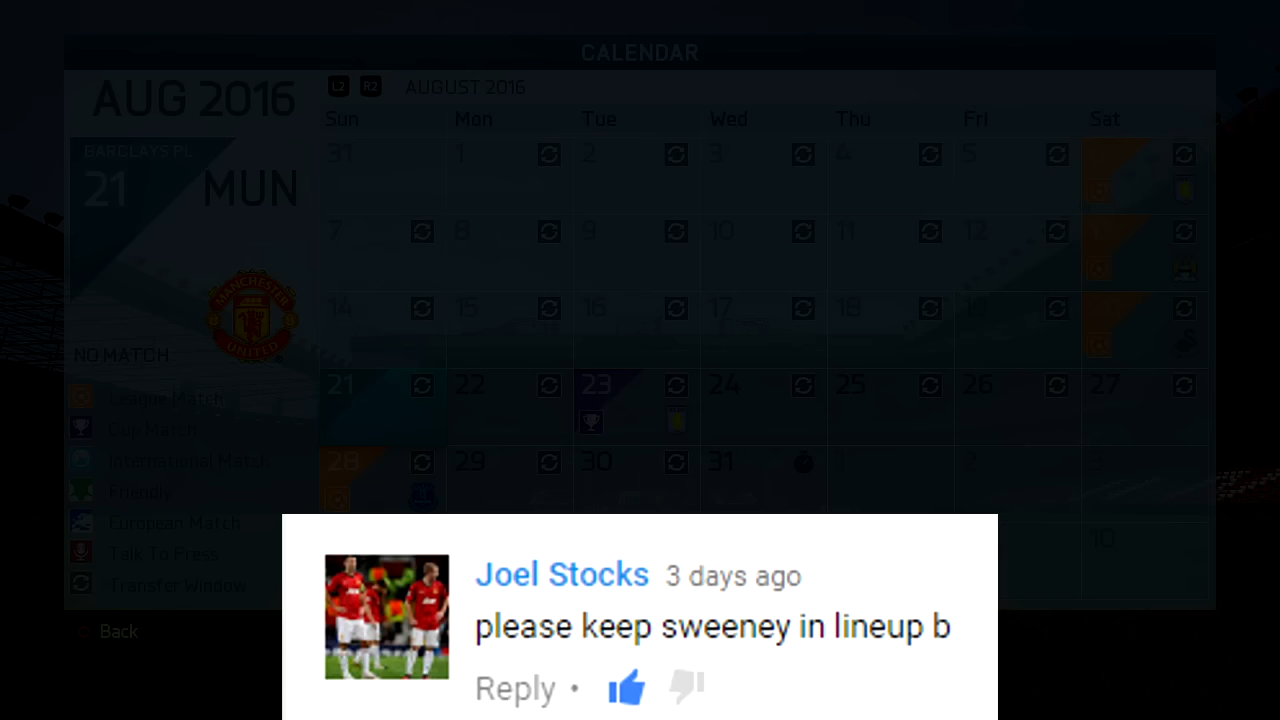 CALENDAR
AUG 2016
L2 R2 AUGUST 2016
Sun Mon Tue Wed Thu Fri Sat
BARCLAYS PL
21 MUN
31 1 2 3 4 5
7 8 9 10 11 12
14 15 16 17 18 19
21 22 23 24 25 26 27
28 29 30 31 1 2 3
10
MANCHESTER
UNITED
NO MATCH
League Match
Cup Match
International Match
Friendly
European Match
Talk To Press
Transfer Window
Back
Joel Stocks 3 days ago
please keep sweeney in lineup b
Reply •